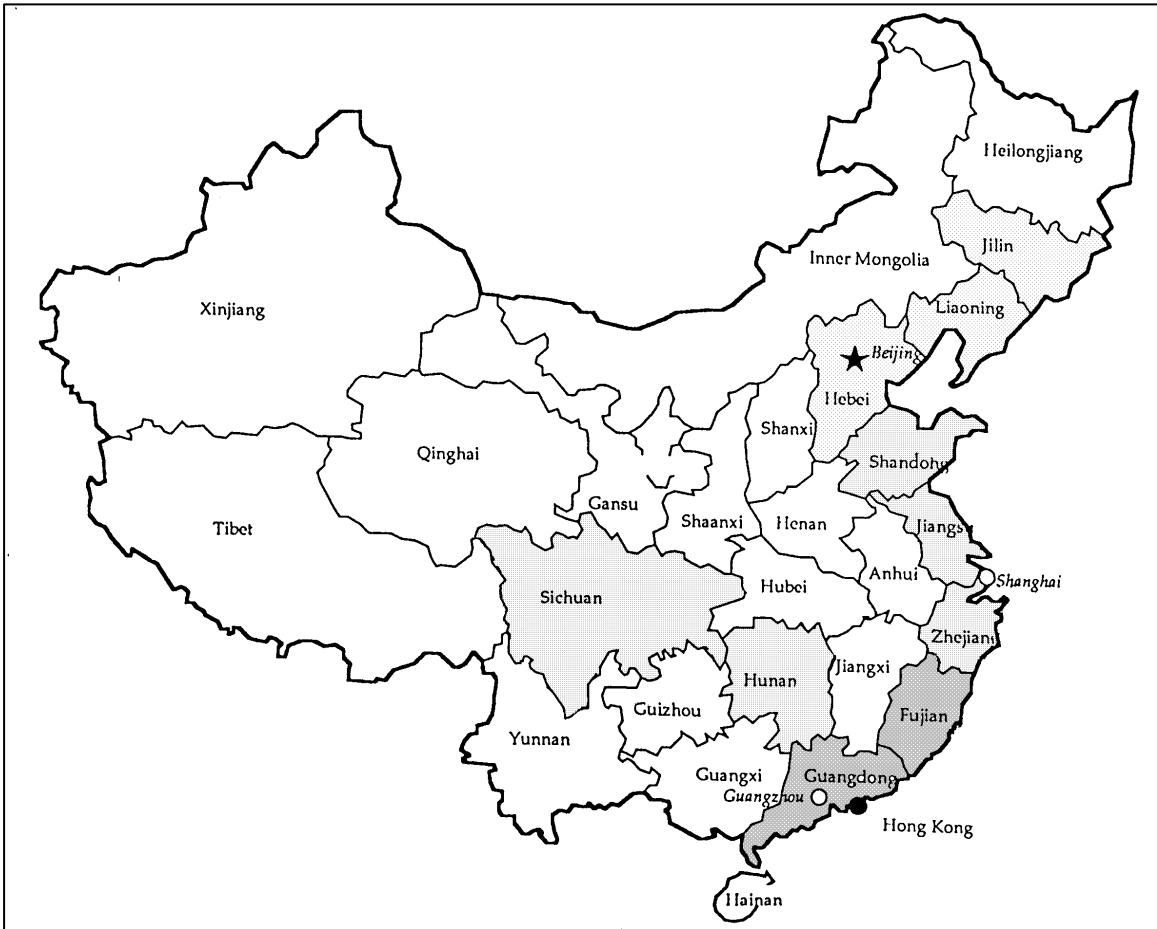 Heilongjiang
Jilin
Inner Mongolia
Liaoning
Xinjiang
Beijing
Hebei
Shanxi
Qinghai
Shandong
Gansu
Shaanxi
Henan
Jiangsu
Tibet
Anhui
Shanghai
Hubei
Sichuan
Zhejiang
Jiangxi
Hunan
Guizhou
Fujian
Yunnan
Guangxi
Guangdong
Guangzhou
Hong Kong
Hainan